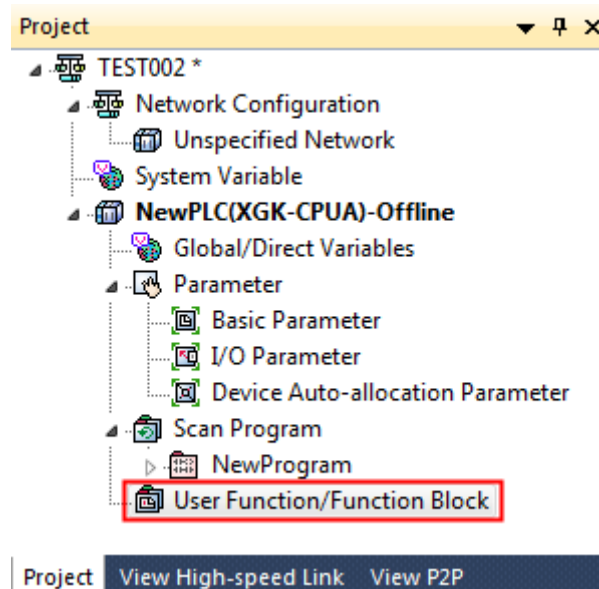 Project
TEST002 *
Network Configuration
Unspecified Network
System Variable
NewPLC(XGK-CPUA)-Offline
Global/Direct Variables
Parameter
Basic Parameter
I/O Parameter
Device Auto-allocation Parameter
Scan Program
NewProgram
User Function/Function Block
Project View High-speed Link View P2P